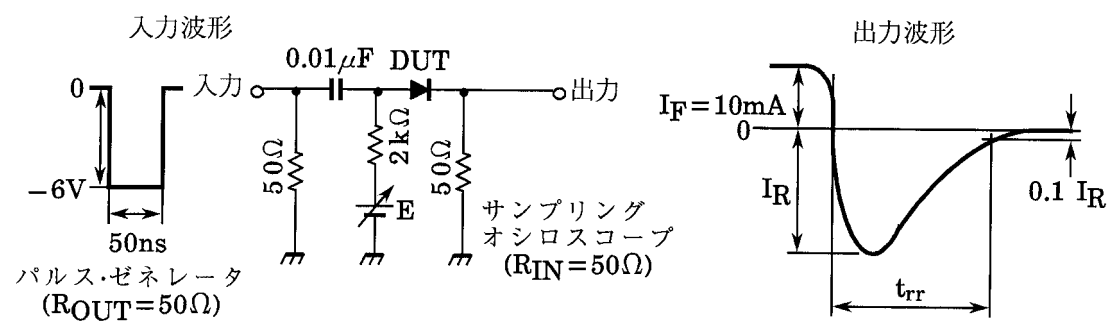 入力波形
0
−6V
50ns
パルス・ゼネレータ
(ROUT=50Ω)
入力
0.01μF
DUT
出力
50Ω
2kΩ
E
50Ω
サンプリング
オシロスコープ
(RIN=50Ω)
出力波形
IF=10mA
0
IR
0.1 IR
trr